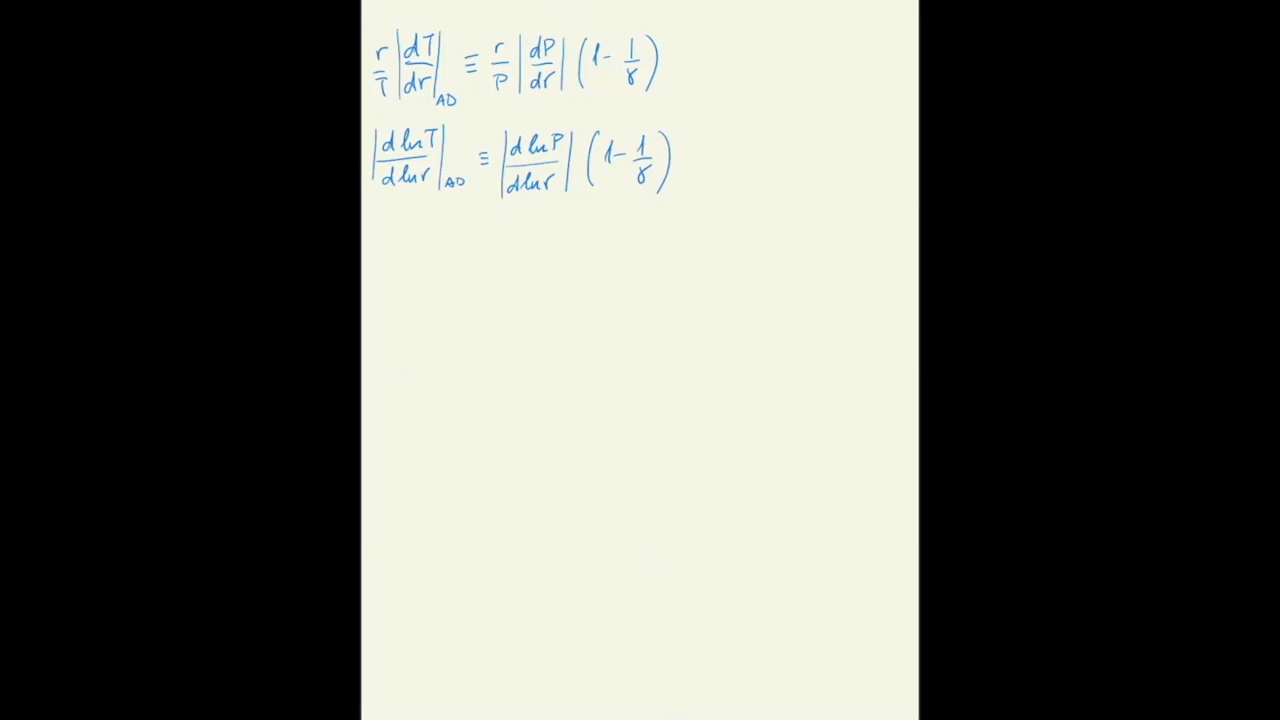 r/T |dT/dr|_AD ≡ r/P |dP/dr| (1 - 1/γ)
|d ln T/d ln r|_AD ≡ |d ln P/d ln r| (1 - 1/γ)